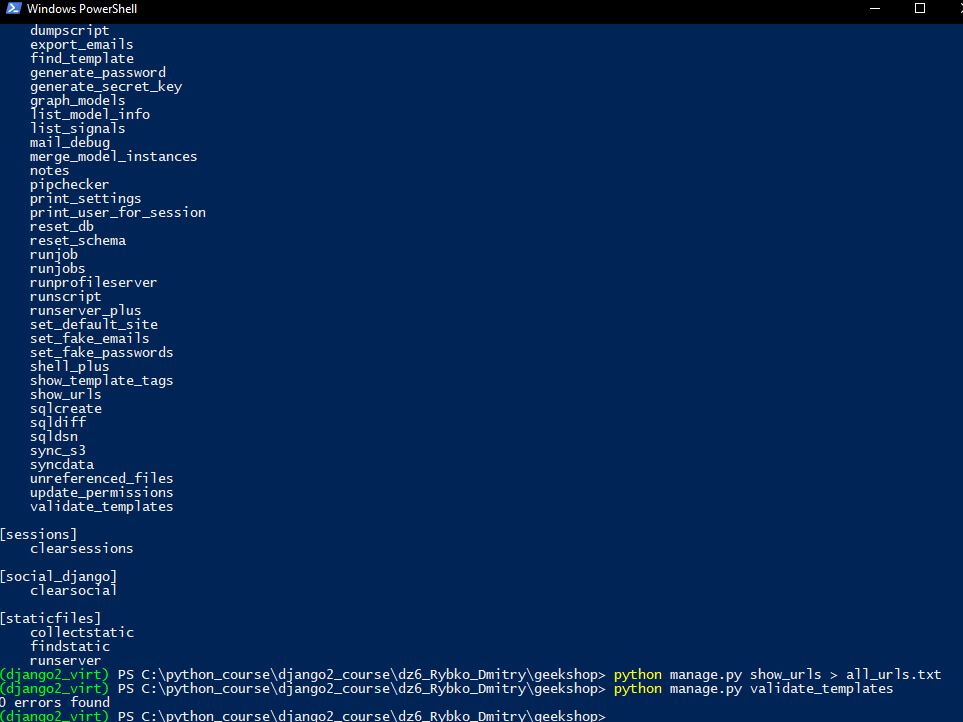 Windows PowerShell
dumpscript
export_emails
find_template
generate_password
generate_secret_key
graph_models
list_model_info
list_signals
mail_debug
merge_model_instances
notes
pipchecker
print_settings
print_user_for_session
reset_db
reset_schema
runjob
runjobs
runprofileserver
runscript
runserver_plus
set_default_site
set_fake_emails
set_fake_passwords
shell_plus
show_template_tags
show_urls
sqlcreate
sqldiff
sqldsn
sync_s3
syncdata
unreferenced_files
update_permissions
validate_templates
[sessions]
clearsessions
[social_django]
clearsocial
[staticfiles]
collectstatic
findstatic
runserver
(django2_virt) PS C:\python_course\django2_course\dz6_Rybko_Dmitry\geekshop> python manage.py show_urls > all_urls.txt
(django2_virt) PS C:\python_course\django2_course\dz6_Rybko_Dmitry\geekshop> python manage.py validate_templates
0 errors found
(django2_virt) PS C:\python_course\django2_course\dz6_Rybko_Dmitry\geekshop>